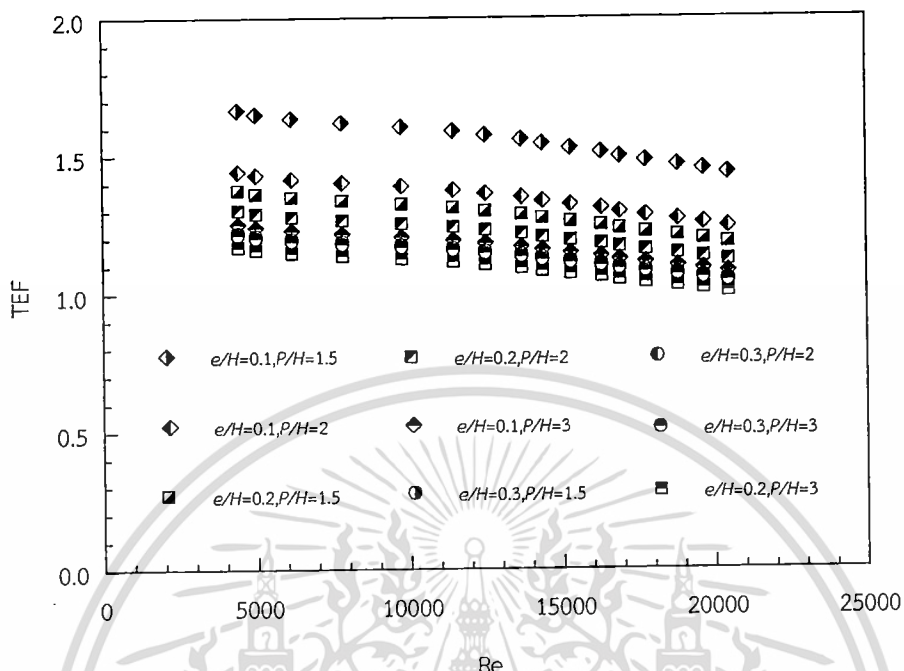 2.0
1.5
1.0
0.5
0.0
TEF
e/H=0.1,P/H=1.5
e/H=0.2,P/H=2
e/H=0.3,P/H=2
e/H=0.1,P/H=2
e/H=0.1,P/H=3
e/H=0.3,P/H=3
e/H=0.2,P/H=1.5
e/H=0.3,P/H=1.5
e/H=0.2,P/H=3
0
5000
10000
15000
20000
25000
Re